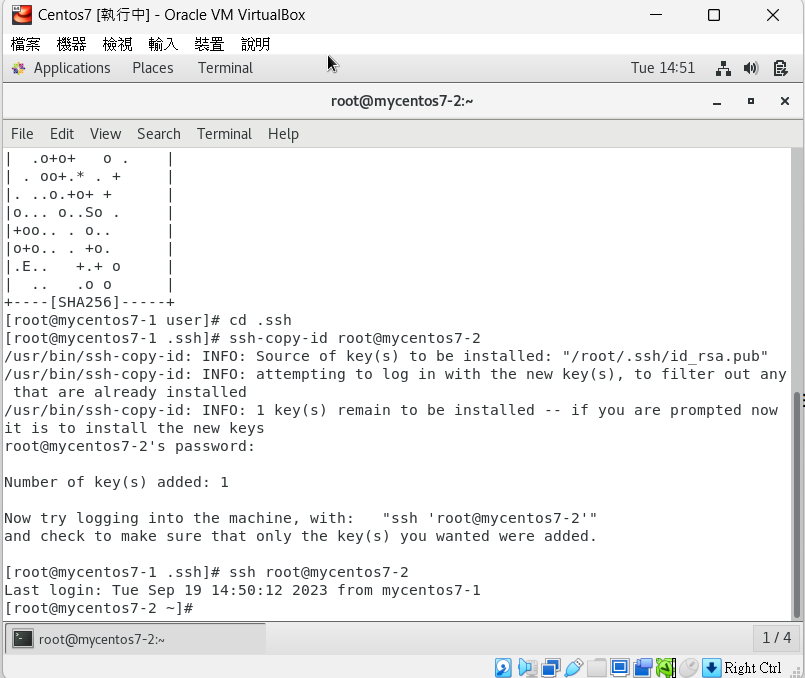 Centos7 [執行中] - Oracle VM VirtualBox
檔案 機器 檢視 輸入 裝置 說明
Applications Places Terminal Tue 14:51
root@mycentos7-2:~
File Edit View Search Terminal Help
|  .o+o+   o .    |
| . oo+.* . +     |
|. ..o.+o+ +      |
|o... o..So .     |
|+oo.. . o..      |
|o+o.. . +o.      |
|.E..   +.+ o     |
|  ..   .o o      |
+----[SHA256]-----+
[root@mycentos7-1 user]# cd .ssh
[root@mycentos7-1 .ssh]# ssh-copy-id root@mycentos7-2
/usr/bin/ssh-copy-id: INFO: Source of key(s) to be installed: "/root/.ssh/id_rsa.pub"
/usr/bin/ssh-copy-id: INFO: attempting to log in with the new key(s), to filter out any
 that are already installed
/usr/bin/ssh-copy-id: INFO: 1 key(s) remain to be installed -- if you are prompted now
it is to install the new keys
root@mycentos7-2's password:
Number of key(s) added: 1
Now try logging into the machine, with:   "ssh 'root@mycentos7-2'"
and check to make sure that only the key(s) you wanted were added.
[root@mycentos7-1 .ssh]# ssh root@mycentos7-2
Last login: Tue Sep 19 14:50:12 2023 from mycentos7-1
[root@mycentos7-2 ~]#
root@mycentos7-2:~ 1 / 4
Right Ctrl